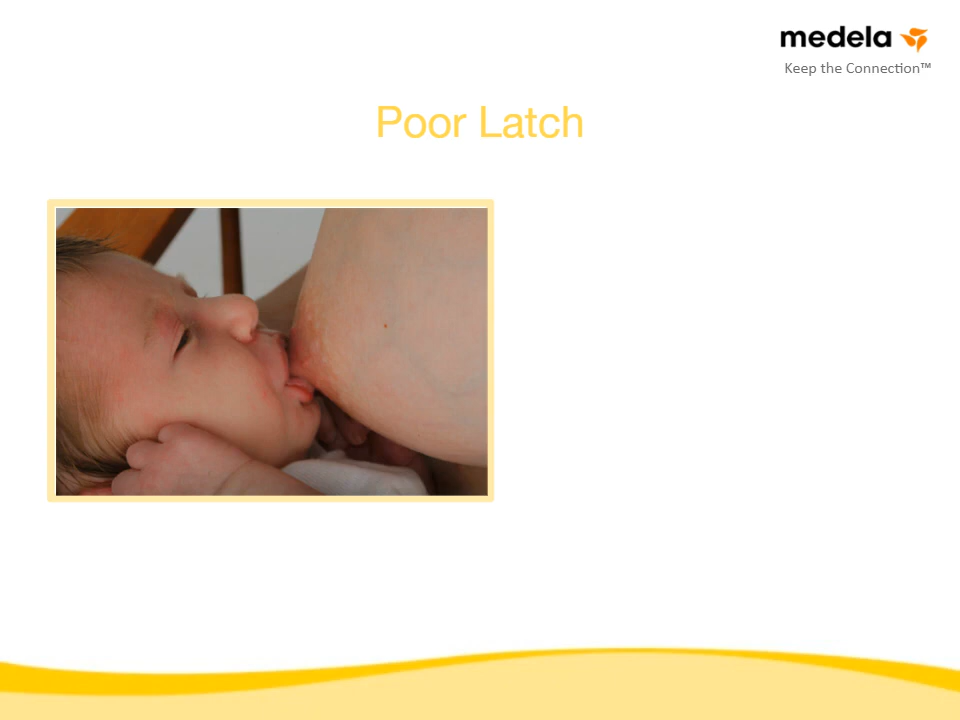 medela
Keep the Connection™
Poor Latch